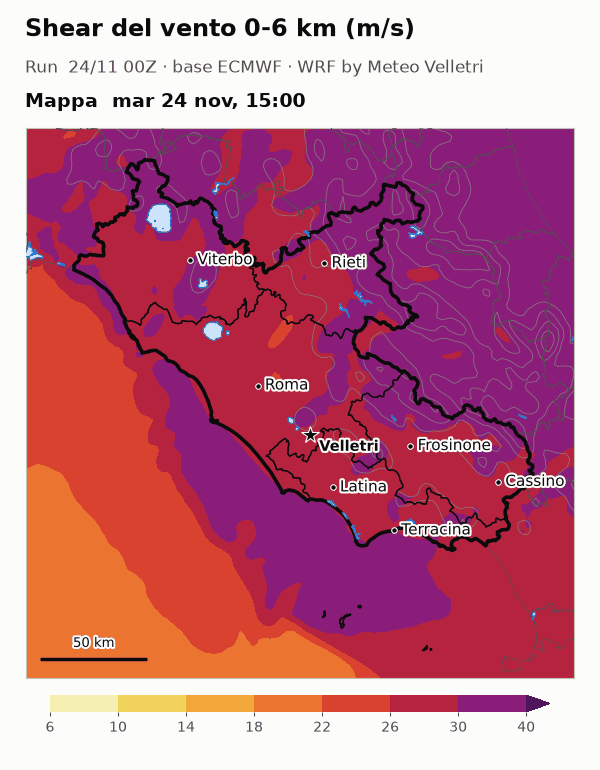 Shear del vento 0-6 km (m/s)
Run  24/11 00Z · base ECMWF · WRF by Meteo Velletri
Mappa  mar 24 nov, 15:00
Viterbo
Rieti
Roma
Velletri
Frosinone
Latina
Cassino
Terracina
50 km
6 10 14 18 22 26 30 40